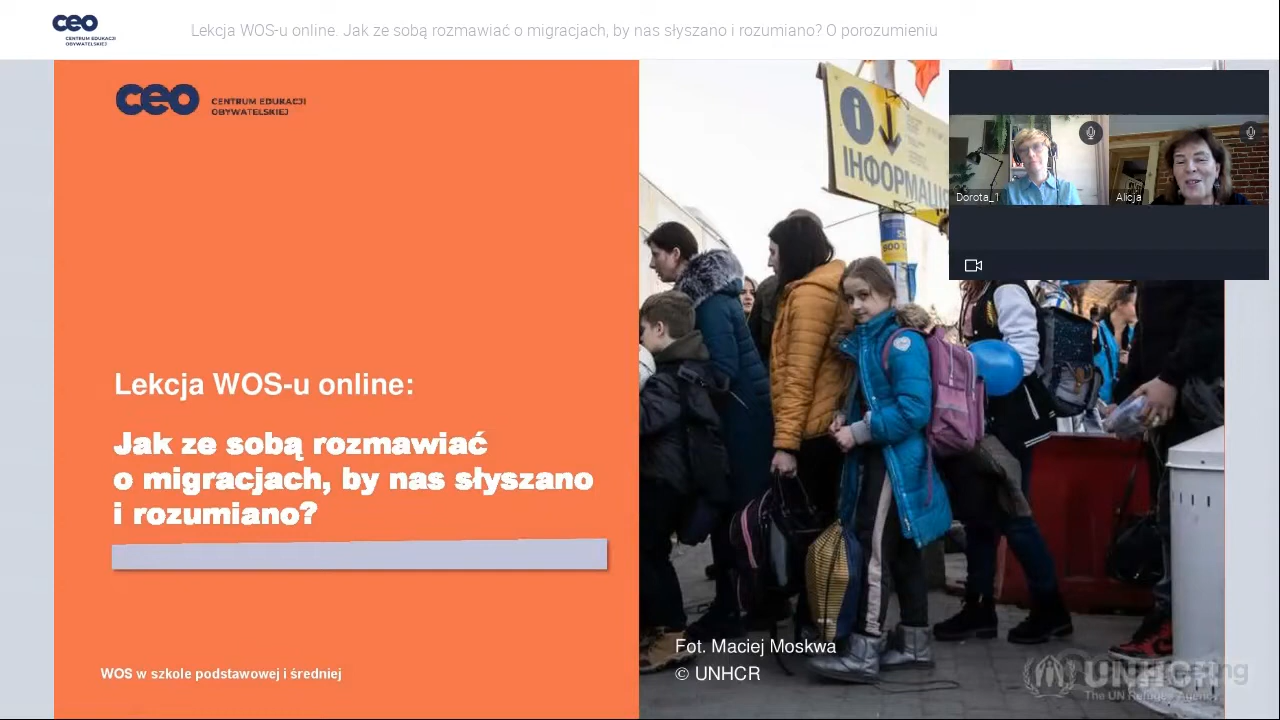 ceo
CENTRUM EDUKACJI
OBYWATELSKIEJ
Lekcja WOS-u online. Jak ze sobą rozmawiać o migracjach, by nas słyszano i rozumiano? O porozumieniu
ceo
CENTRUM EDUKACJI
OBYWATELSKIEJ
Lekcja WOS-u online:
Jak ze sobą rozmawiać
o migracjach, by nas słyszano
i rozumiano?
WOS w szkole podstawowej i średniej
i
ІНФОРМАЦІЯ
Dorota_1
Alicja
Fot. Maciej Moskwa
© UNHCR
UNHCR
The UN Refugee Agency